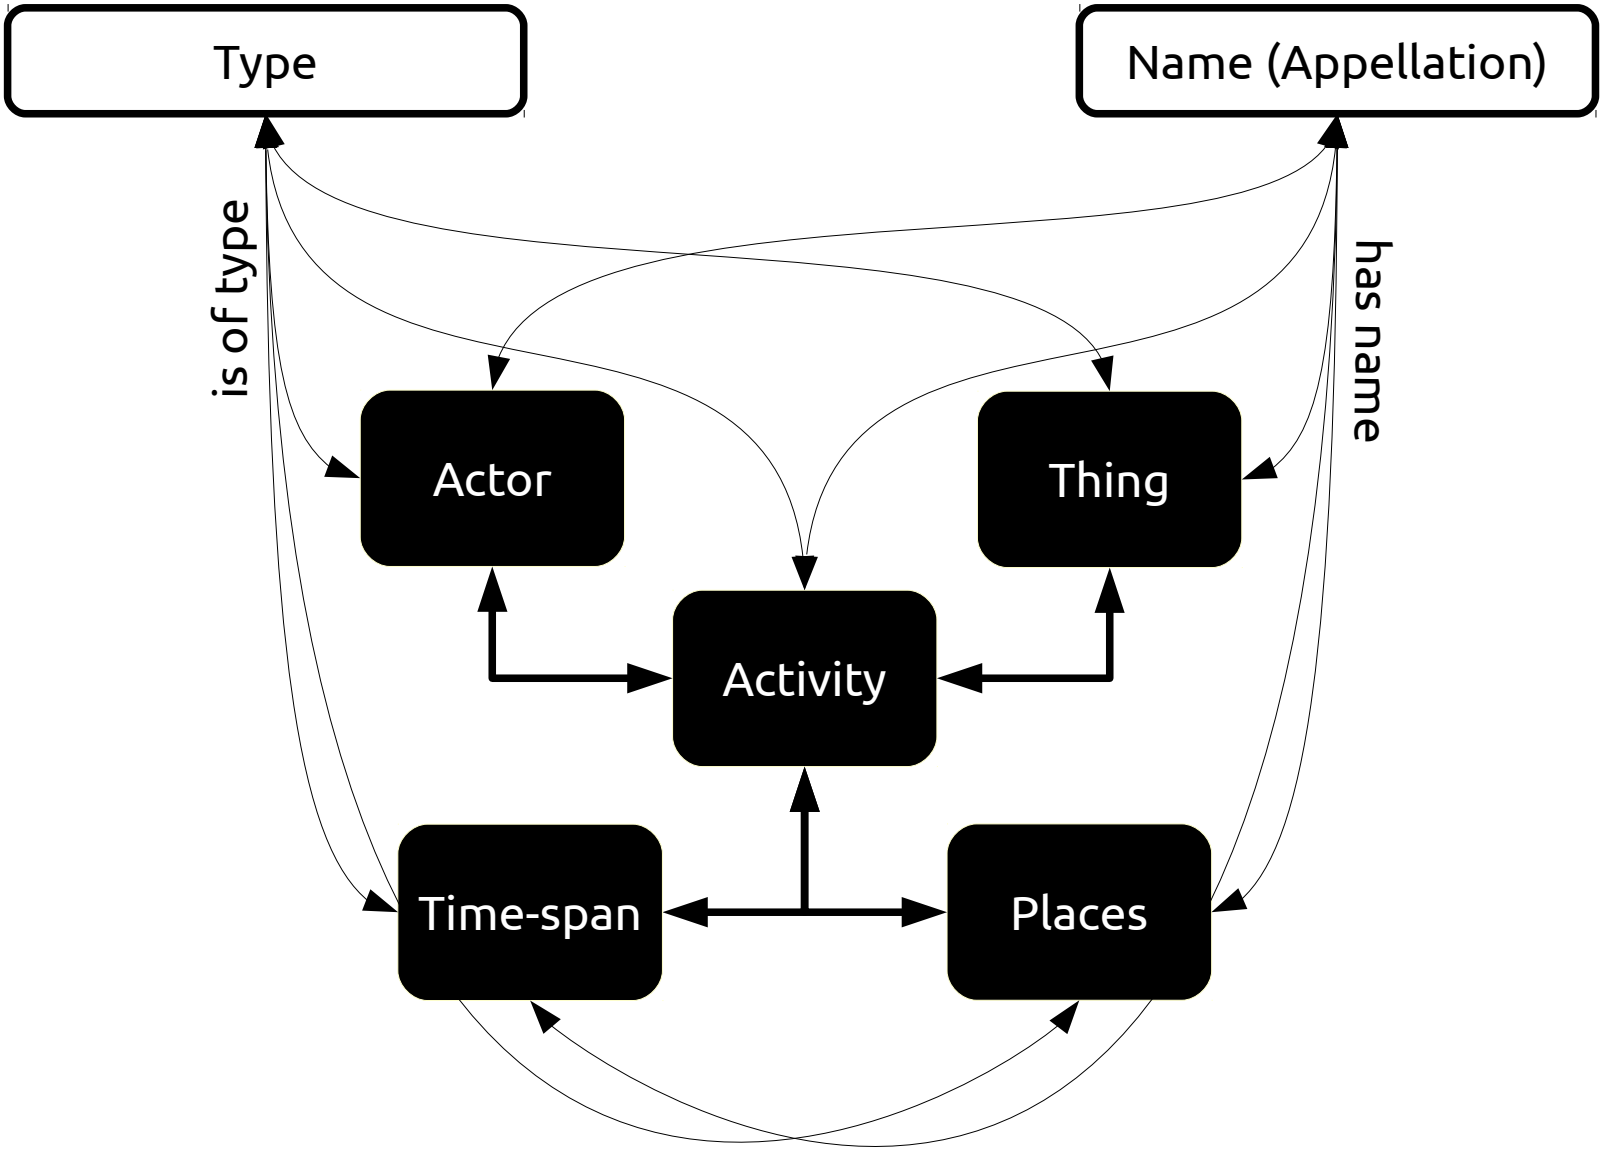 Type
Name (Appellation)
is of type
has name
Actor
Thing
Activity
Time-span
Places